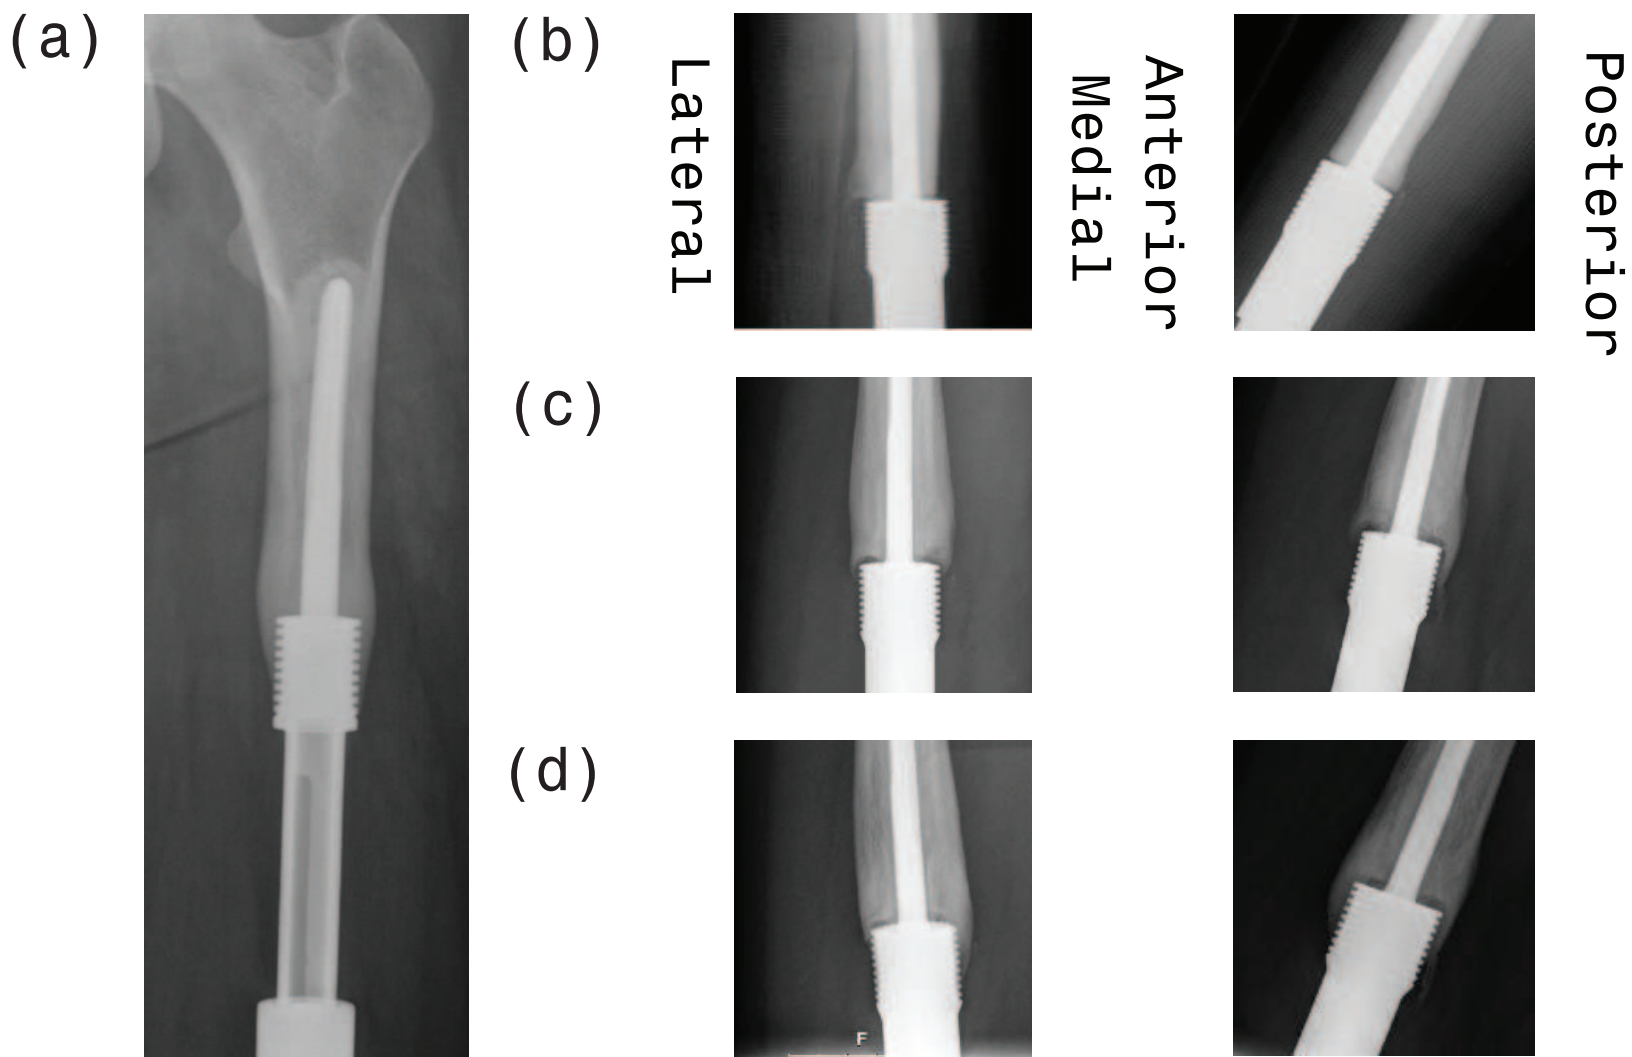 (a)
(b)
Lateral
Medial
Anterior
Posterior
(c)
(d)
F